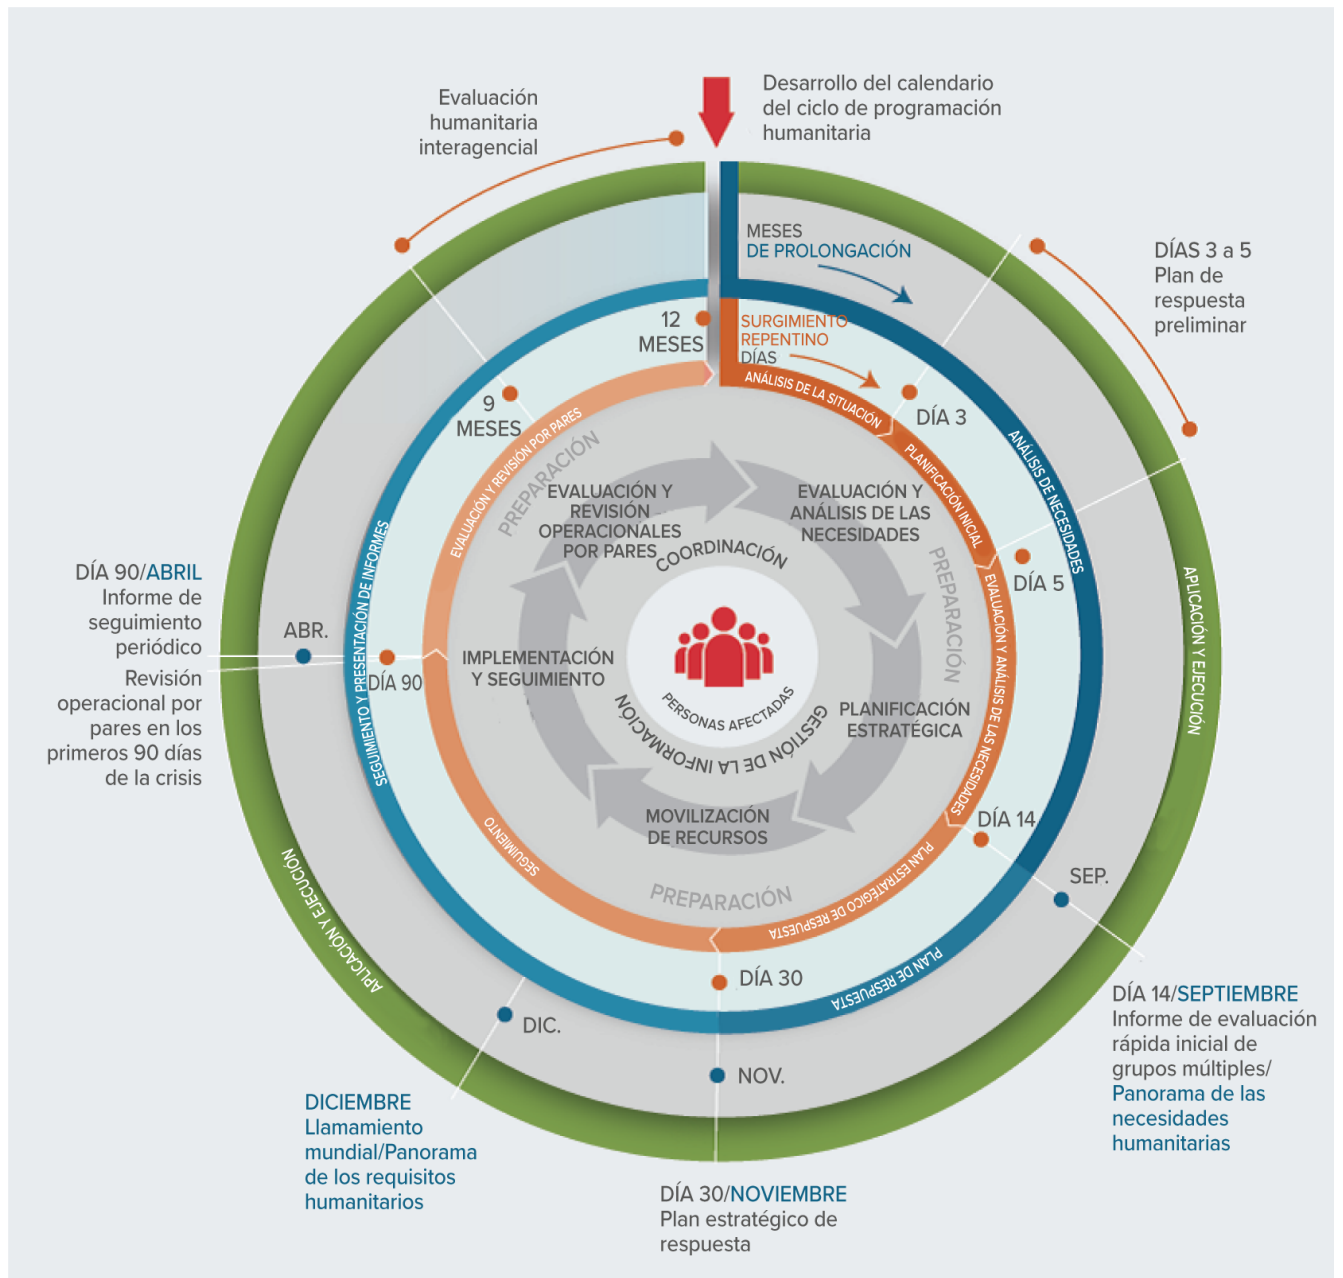 Evaluación
humanitaria
interagencial
Desarrollo del calendario
del ciclo de programación
humanitaria
MESES
DE PROLONGACIÓN
DÍAS 3 a 5
Plan de
respuesta
preliminar
12
MESES
SURGIMIENTO
REPENTINO
DÍAS
ANÁLISIS DE LA SITUACIÓN
DÍA 3
9
MESES
PLANIFICACIÓN INICIAL
ANÁLISIS DE NECESIDADES
EVALUACIÓN Y REVISIÓN POR PARES
PREPARACIÓN
EVALUACIÓN Y
REVISIÓN
OPERACIONALES
POR PARES
EVALUACIÓN Y
ANÁLISIS DE LAS
NECESIDADES
COORDINACIÓN
PREPARACIÓN
DÍA 5
EVALUACIÓN Y ANÁLISIS DE LAS NECESIDADES
APLICACIÓN Y EJECUCIÓN
DÍA 90/ABRIL
Informe de
seguimiento
periódico
Revisión
operacional por
pares en los
primeros 90 días
de la crisis
ABR.
DÍA 90
SEGUIMIENTO Y PRESENTACIÓN DE INFORMES
IMPLEMENTACIÓN
Y SEGUIMIENTO
PERSONAS AFECTADAS
GESTIÓN DE LA INFORMACIÓN
PLANIFICACIÓN
ESTRATÉGICA
MOVILIZACIÓN
DE RECURSOS
DÍA 14
SEP.
SEGUIMIENTO
PREPARACIÓN
PLAN ESTRATÉGICO DE RESPUESTA
APLICACIÓN Y EJECUCIÓN
PLAN DE RESPUESTA
DÍA 30
DIC.
NOV.
DÍA 14/SEPTIEMBRE
Informe de evaluación
rápida inicial de
grupos múltiples/
Panorama de las
necesidades
humanitarias
DICIEMBRE
Llamamiento
mundial/Panorama
de los requisitos
humanitarios
DÍA 30/NOVIEMBRE
Plan estratégico de
respuesta